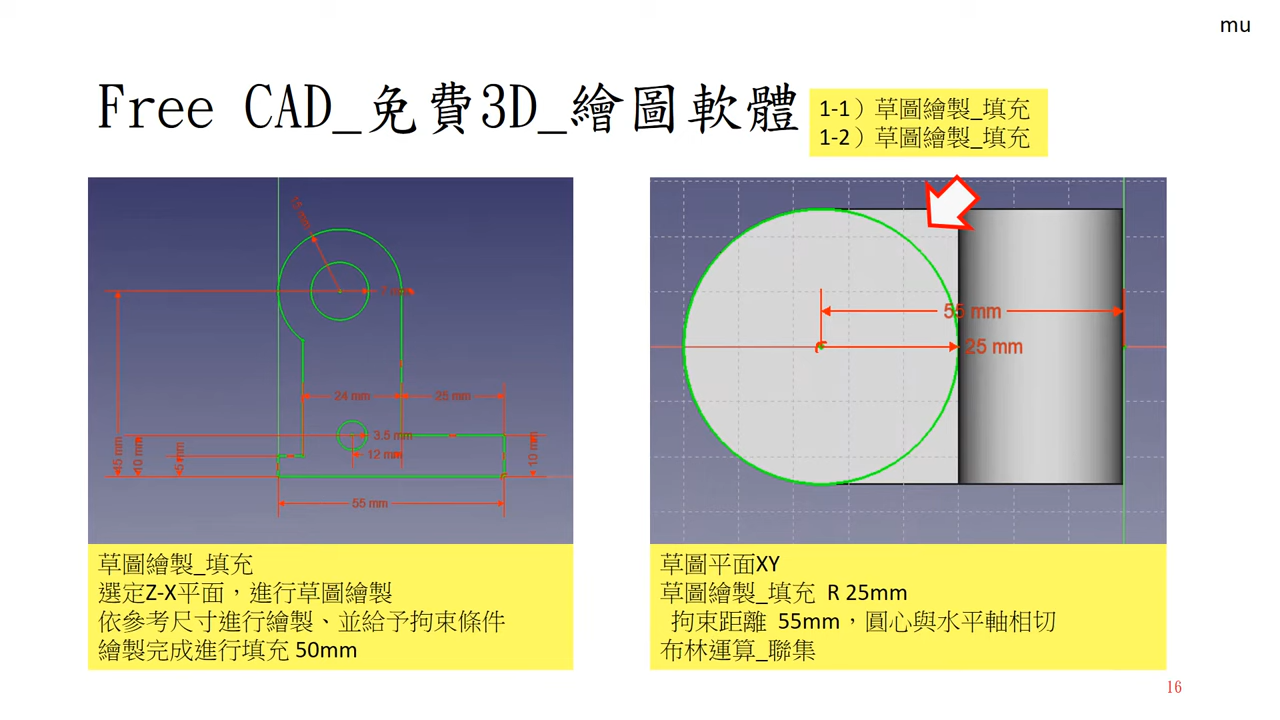 mu
Free CAD_免費3D_繪圖軟體
1-1）草圖繪製_填充
1-2）草圖繪製_填充
15 mm
7 mm
24 mm
25 mm
3.5 mm
12 mm
45 mm
10 mm
5 mm
10 mm
55 mm
55 mm
25 mm
草圖繪製_填充
選定Z-X平面，進行草圖繪製
依參考尺寸進行繪製、並給予拘束條件
繪製完成進行填充 50mm
草圖平面XY
草圖繪製_填充 R 25mm
拘束距離 55mm，圓心與水平軸相切
布林運算_聯集
16